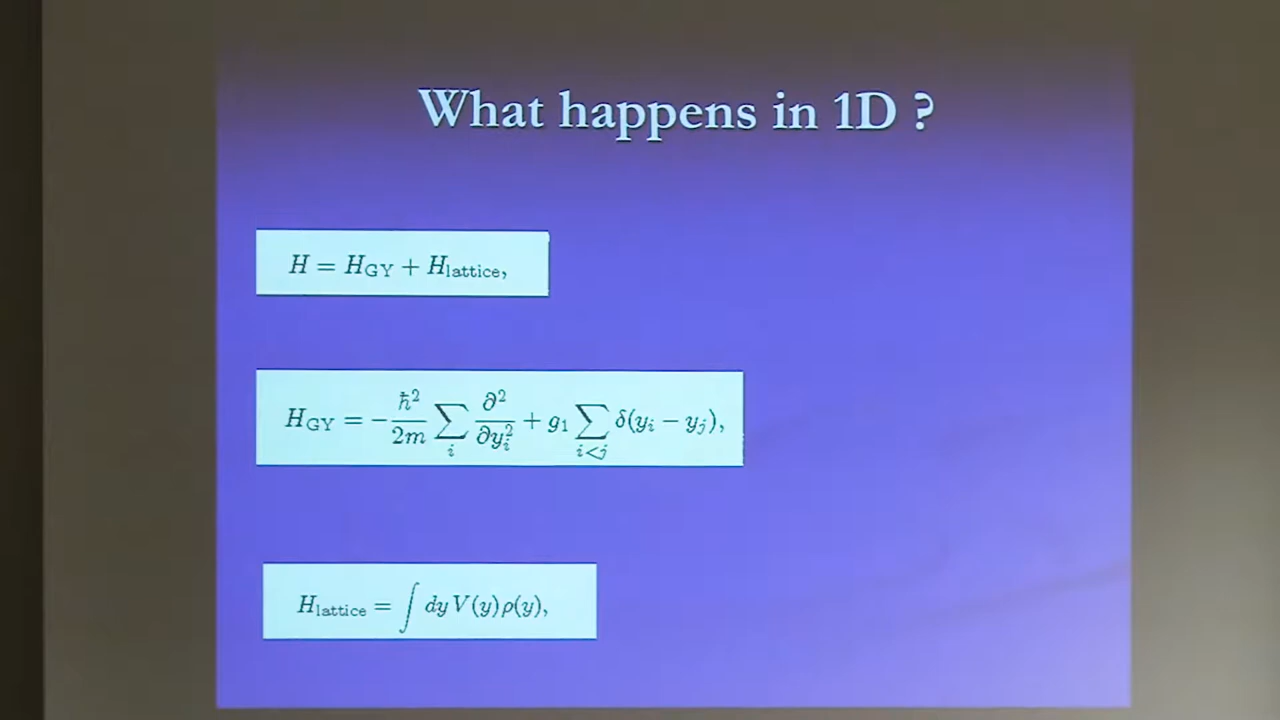 What happens in 1D ?
H = H_GY + H_lattice,
H_GY = -\frac{\hbar^2}{2m} \sum_i \frac{\partial^2}{\partial y_i^2} + g_1 \sum_{i<j} \delta(y_i - y_j),
H_lattice = \int dy V(y)\rho(y),